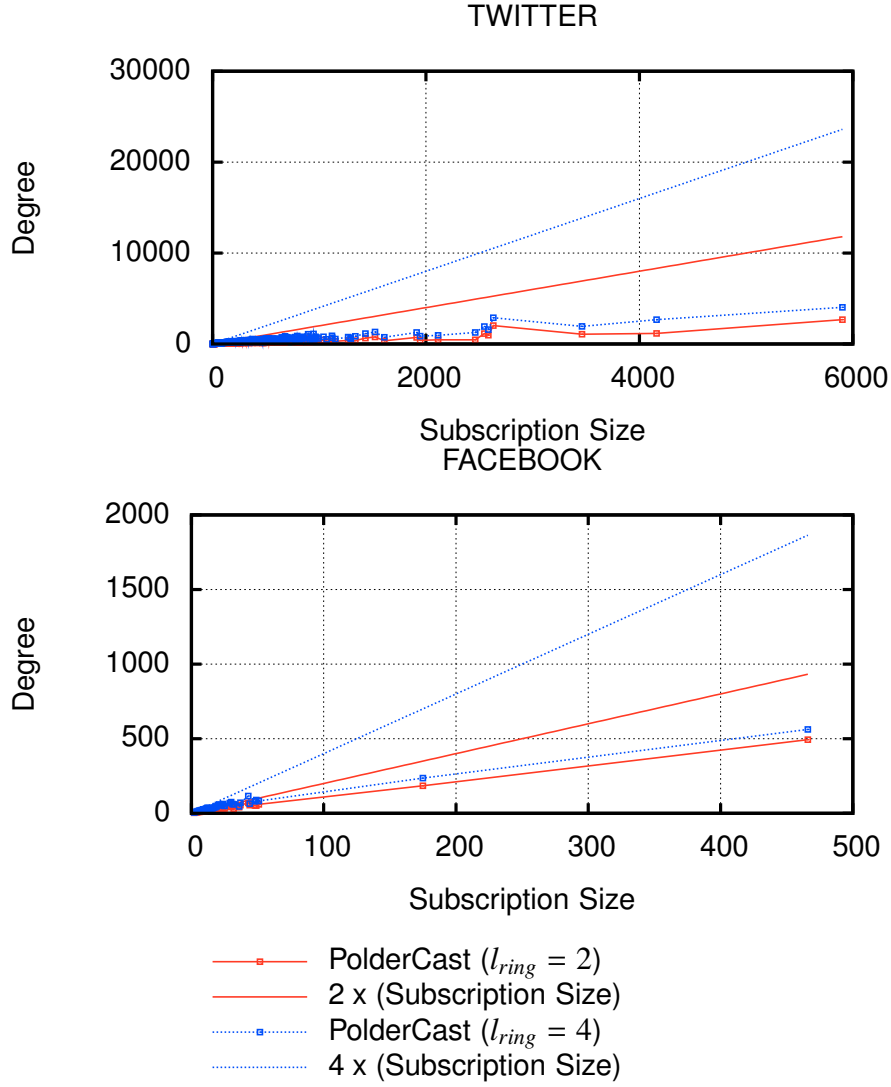 TWITTER
30000
20000
10000
0
Degree
0 2000 4000 6000
Subscription Size
FACEBOOK
2000
1500
1000
500
0
Degree
0 100 200 300 400 500
Subscription Size
PolderCast (l_ring = 2)
2 x (Subscription Size)
PolderCast (l_ring = 4)
4 x (Subscription Size)